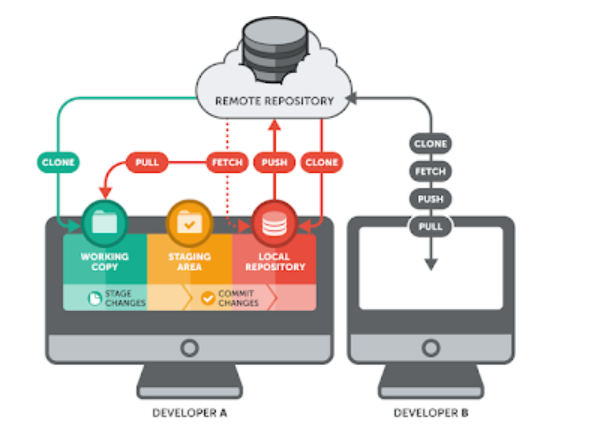 REMOTE REPOSITORY
CLONE
PULL
FETCH
PUSH
CLONE
CLONE
FETCH
PUSH
PULL
WORKING
COPY
STAGING
AREA
LOCAL
REPOSITORY
STAGE
CHANGES
COMMIT
CHANGES
DEVELOPER A
DEVELOPER B